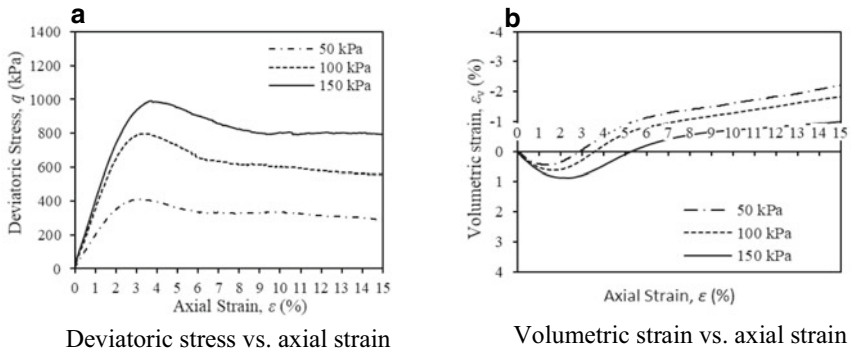 a
1400
1200
1000
800
600
400
200
0
Deviatoric Stress, q (kPa)
50 kPa
100 kPa
150 kPa
0 1 2 3 4 5 6 7 8 9 10 11 12 13 14 15
Axial Strain, ε (%)
Deviatoric stress vs. axial strain
b
-4
-3
-2
-1
0
1
2
3
4
Volumetric strain, εv (%)
0 1 2 3 4 5 6 7 8 9 10 11 12 13 14 15
50 kPa
100 kPa
150 kPa
Axial Strain, ε (%)
Volumetric strain vs. axial strain